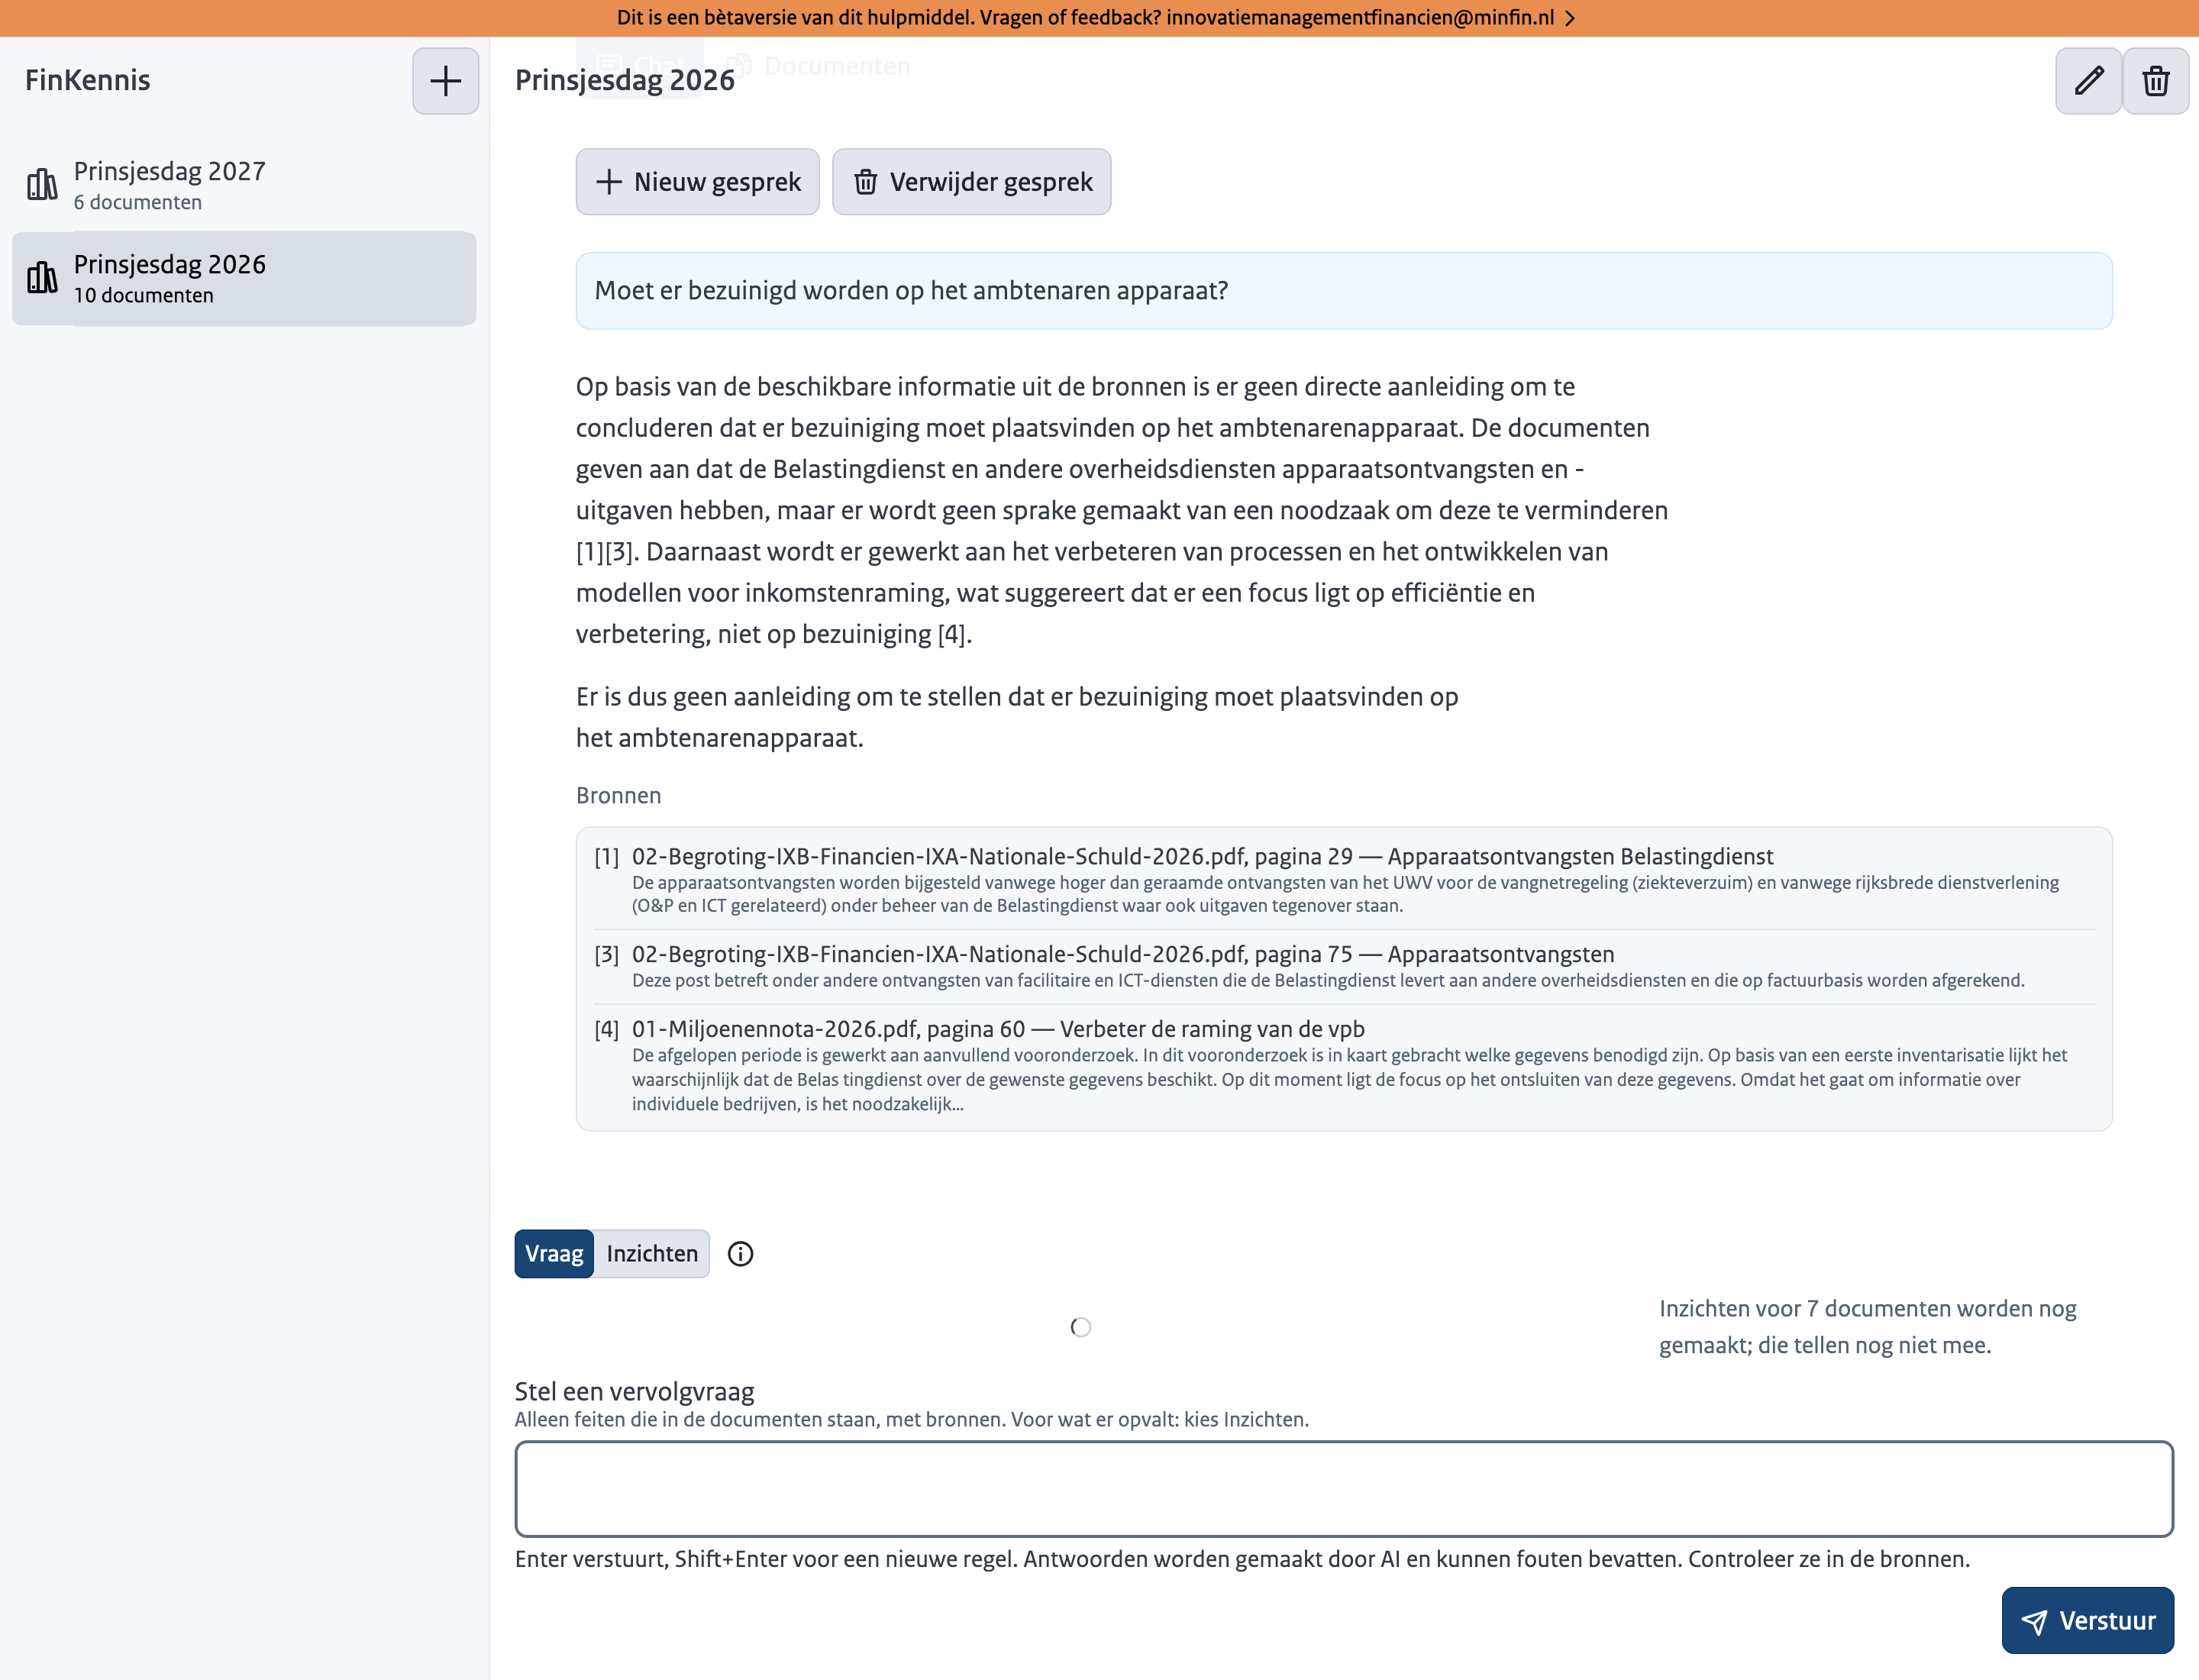 Dit is een bètaversie van dit hulpmiddel. Vragen of feedback? innovatiemanagementfinancien@minfin.nl
FinKennis
Prinsjesdag 2027
6 documenten
Prinsjesdag 2026
10 documenten
Chat
Documenten
Prinsjesdag 2026
Nieuw gesprek
Verwijder gesprek
Moet er bezuinigd worden op het ambtenaren apparaat?
Op basis van de beschikbare informatie uit de bronnen is er geen directe aanleiding om te
concluderen dat er bezuiniging moet plaatsvinden op het ambtenarenapparaat. De documenten
geven aan dat de Belastingdienst en andere overheidsdiensten apparaatsontvangsten en -
uitgaven hebben, maar er wordt geen sprake gemaakt van een noodzaak om deze te verminderen
[1][3]. Daarnaast wordt er gewerkt aan het verbeteren van processen en het ontwikkelen van
modellen voor inkomstenraming, wat suggereert dat er een focus ligt op efficiëntie en
verbetering, niet op bezuiniging [4].
Er is dus geen aanleiding om te stellen dat er bezuiniging moet plaatsvinden op
het ambtenarenapparaat.
Bronnen
[1] 02-Begroting-IXB-Financien-IXA-Nationale-Schuld-2026.pdf, pagina 29 — Apparaatsontvangsten Belastingdienst
De apparaatsontvangsten worden bijgesteld vanwege hoger dan geraamde ontvangsten van het UWV voor de vangnetregeling (ziekteverzuim) en vanwege rijksbrede dienstverlening
(O&P en ICT gerelateerd) onder beheer van de Belastingdienst waar ook uitgaven tegenover staan.
[3] 02-Begroting-IXB-Financien-IXA-Nationale-Schuld-2026.pdf, pagina 75 — Apparaatsontvangsten
Deze post betreft onder andere ontvangsten van facilitaire en ICT-diensten die de Belastingdienst levert aan andere overheidsdiensten en die op factuurbasis worden afgerekend.
[4] 01-Miljoenennota-2026.pdf, pagina 60 — Verbeter de raming van de vpb
De afgelopen periode is gewerkt aan aanvullend vooronderzoek. In dit vooronderzoek is in kaart gebracht welke gegevens benodigd zijn. Op basis van een eerste inventarisatie lijkt het
waarschijnlijk dat de Belas tingdienst over de gewenste gegevens beschikt. Op dit moment ligt de focus op het ontsluiten van deze gegevens. Omdat het gaat om informatie over
individuele bedrijven, is het noodzakelijk...
Vraag
Inzichten
Inzichten voor 7 documenten worden nog
gemaakt; die tellen nog niet mee.
Stel een vervolgvraag
Alleen feiten die in de documenten staan, met bronnen. Voor wat er opvalt: kies Inzichten.
Enter verstuurt, Shift+Enter voor een nieuwe regel. Antwoorden worden gemaakt door AI en kunnen fouten bevatten. Controleer ze in de bronnen.
Verstuur